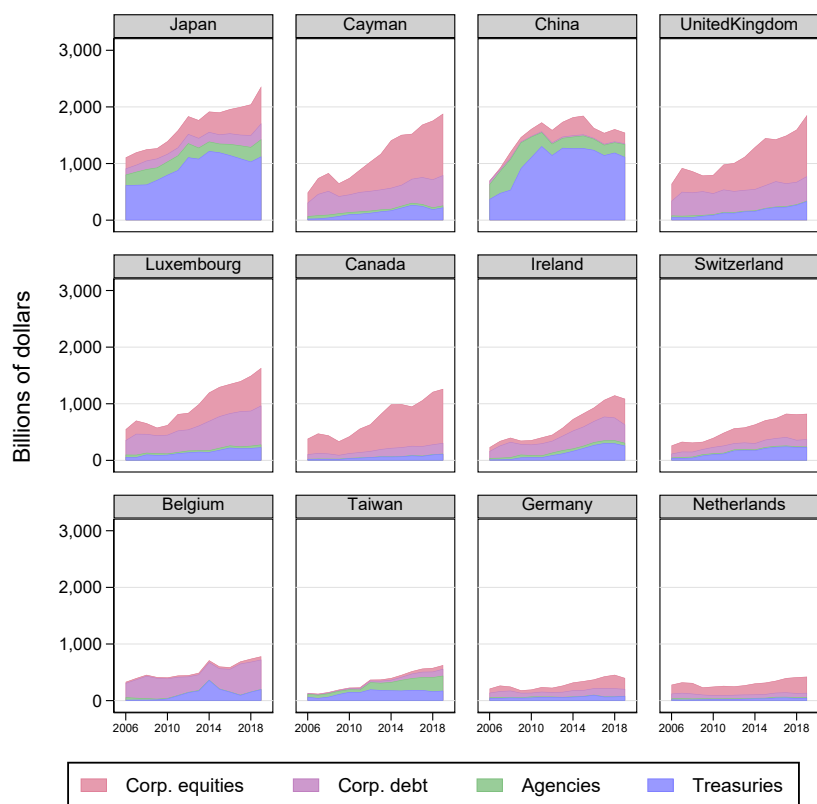 Japan Cayman China UnitedKingdom
3,000
2,000
1,000
0
Luxembourg Canada Ireland Switzerland
3,000
2,000
1,000
0
Billions of dollars
Belgium Taiwan Germany Netherlands
3,000
2,000
1,000
0
2006 2010 2014 2018 2006 2010 2014 2018 2006 2010 2014 2018 2006 2010 2014 2018
Corp. equities Corp. debt Agencies Treasuries